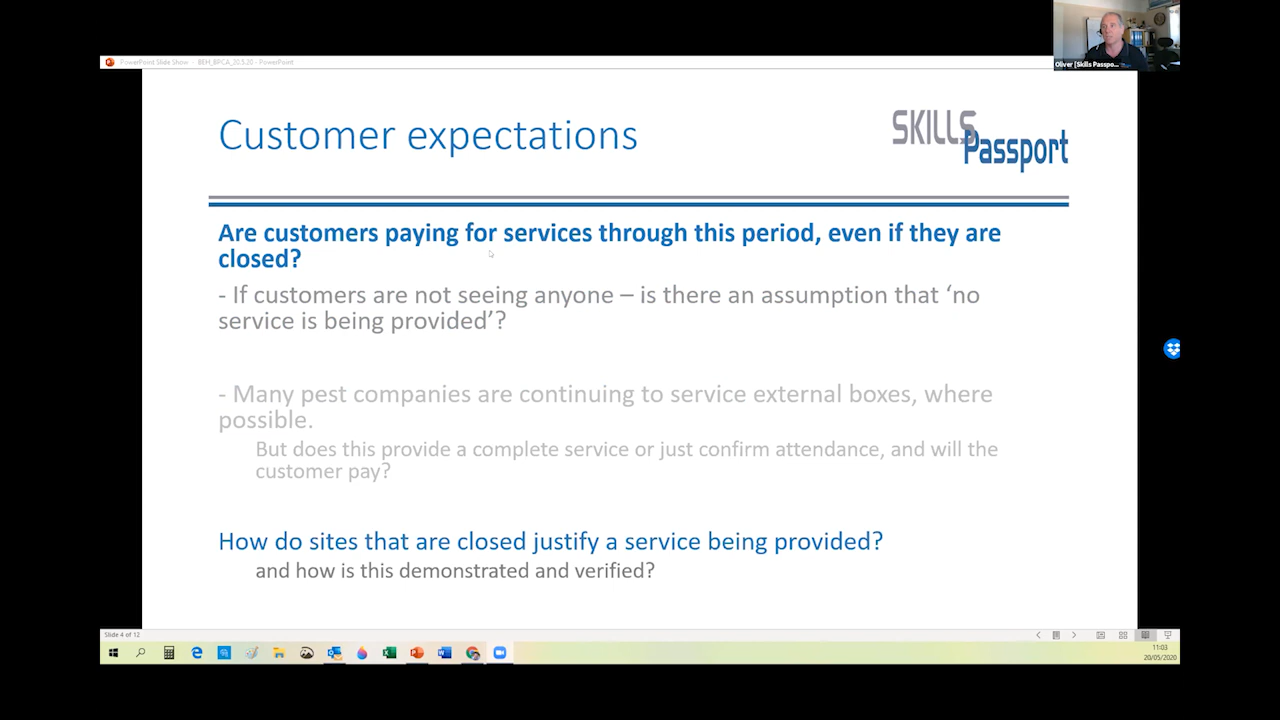 PowerPoint Slide Show - BEH_BPCA_20.5.20 - PowerPoint
Oliver [Skills Passpo...
Customer expectations
SKILLS
Passport
Are customers paying for services through this period, even if they are
closed?
- If customers are not seeing anyone – is there an assumption that ‘no
service is being provided’?
- Many pest companies are continuing to service external boxes, where
possible.
But does this provide a complete service or just confirm attendance, and will the
customer pay?
How do sites that are closed justify a service being provided?
and how is this demonstrated and verified?
Slide 4 of 12
11:03
20/05/2020